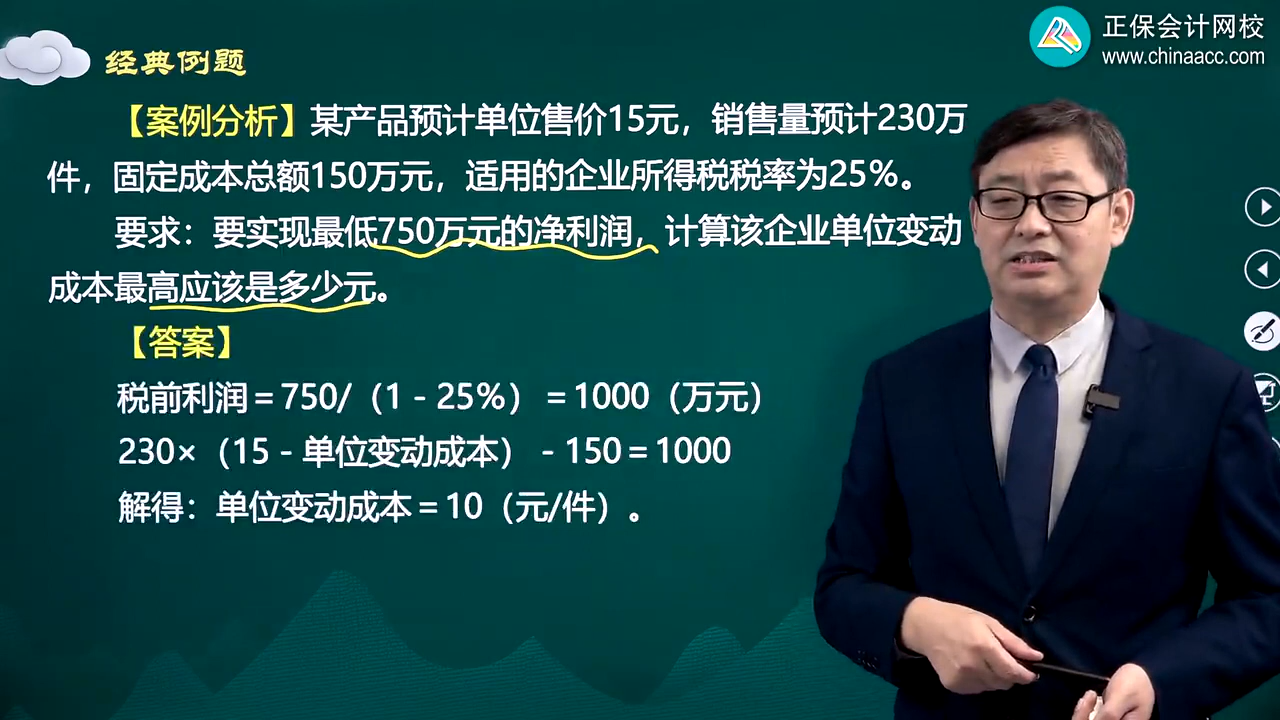 正保会计网校
www.chinaacc.com
经典例题
【案例分析】某产品预计单位售价15元，销售量预计230万
件，固定成本总额150万元，适用的企业所得税税率为25%。
要求：要实现最低750万元的净利润，计算该企业单位变动
成本最高应该是多少元。
【答案】
税前利润＝750/（1－25%）＝1000（万元）
230×（15－单位变动成本）－150＝1000
解得：单位变动成本＝10（元/件）。